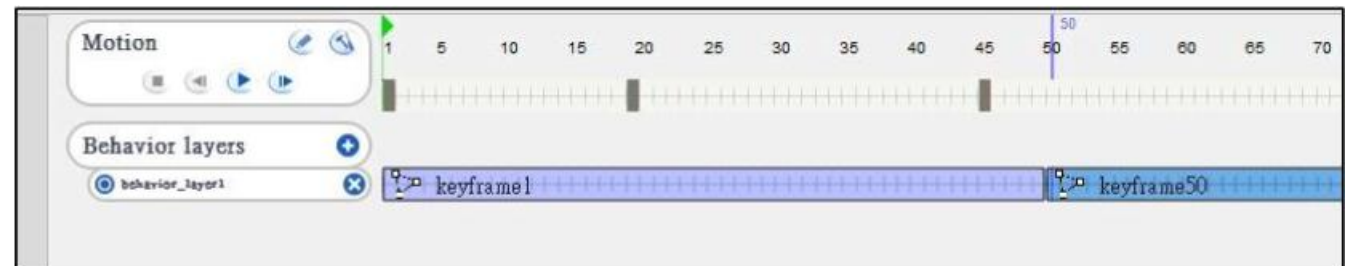 50
Motion
1 5 10 15 20 25 30 35 40 45 50 55 60 65 70
Behavior layers
behavior_layer1
keyframe1 keyframe50